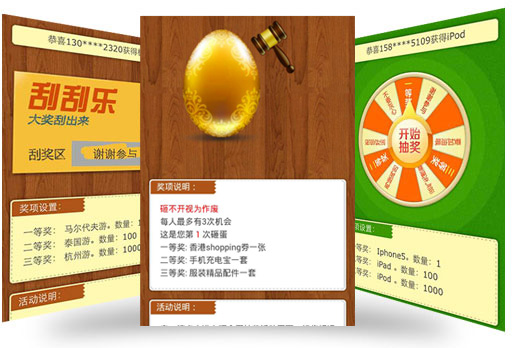 恭喜130****2320获得
刮刮乐
大奖刮出来
刮奖区
谢谢参与
奖项设置：
一等奖：马尔代夫游。数量：1
二等奖：泰国游。数量：100
三等奖：杭州游。数量：1000
活动说明：
奖项说明：
砸不开视为作废
每人最多有3次机会
这是您第 1 次砸蛋
一等奖: 香港shopping券一张
二等奖: 手机充电宝一套
三等奖: 服装精品配件一套
活动说明：
恭喜158****5109获得iPod
一等奖
开始
抽奖
奖项设置：
一等奖： Iphone5。数量：1
二等奖： iPad 。数量：100
三等奖： iPod 。数量：1000
活动说明：